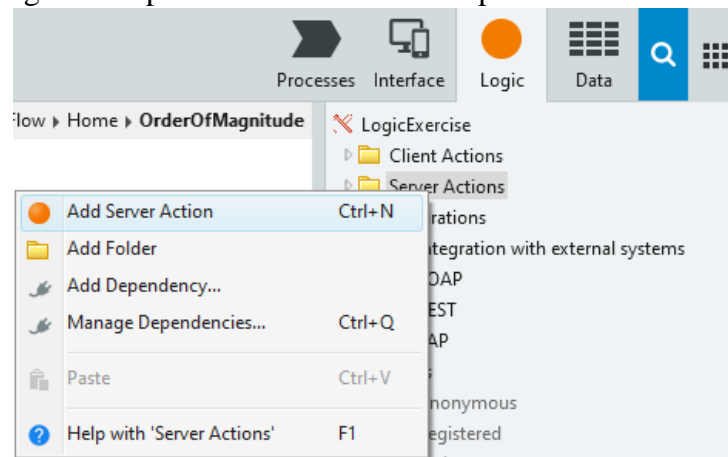 Processes Interface Logic Data
Flow ▸ Home ▸ OrderOfMagnitude
LogicExercise
Client Actions
Server Actions
Add Server Action Ctrl+N
Add Folder
Add Dependency...
Manage Dependencies... Ctrl+Q
Paste Ctrl+V
Help with 'Server Actions' F1
rations
tegration with external systems
OAP
EST
AP
nonymous
egistered